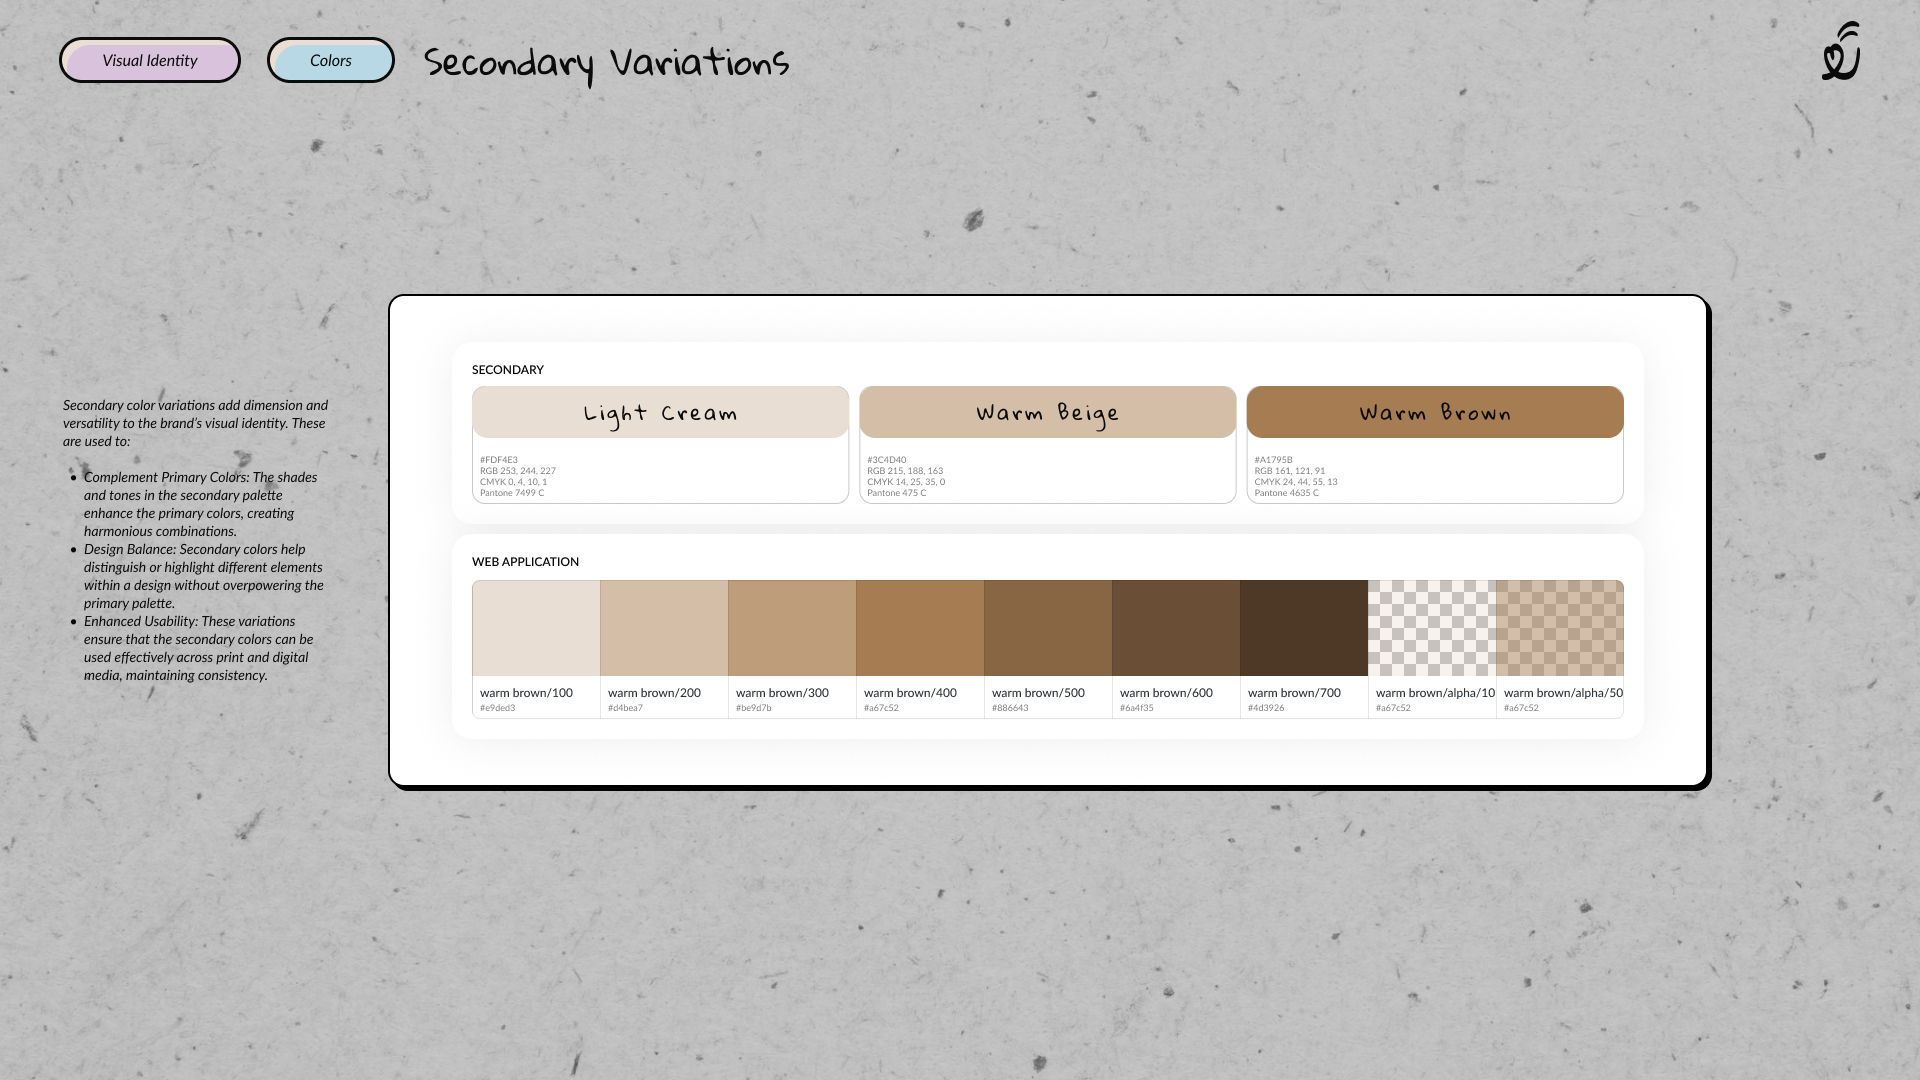 Visual Identity
Colors
Secondary Variations
Secondary color variations add dimension and
versatility to the brand's visual identity. These
are used to:
• Complement Primary Colors: The shades
and tones in the secondary palette
enhance the primary colors, creating
harmonious combinations.
• Design Balance: Secondary colors help
distinguish or highlight different elements
within a design without overpowering the
primary palette.
• Enhanced Usability: These variations
ensure that the secondary colors can be
used effectively across print and digital
media, maintaining consistency.
SECONDARY
Light Cream
#FDF4E3
RGB 253, 244, 227
CMYK 0, 4, 10, 1
Pantone 7499 C
Warm Beige
#3C4D40
RGB 215, 188, 163
CMYK 14, 25, 35, 0
Pantone 475 C
Warm Brown
#A1795B
RGB 161, 121, 91
CMYK 24, 44, 55, 13
Pantone 4635 C
WEB APPLICATION
warm brown/100
#e9ded3
warm brown/200
#d4bea7
warm brown/300
#be9d7b
warm brown/400
#a67c52
warm brown/500
#886643
warm brown/600
#6a4f35
warm brown/700
#4d3926
warm brown/alpha/10
#a67c52
warm brown/alpha/50
#a67c52